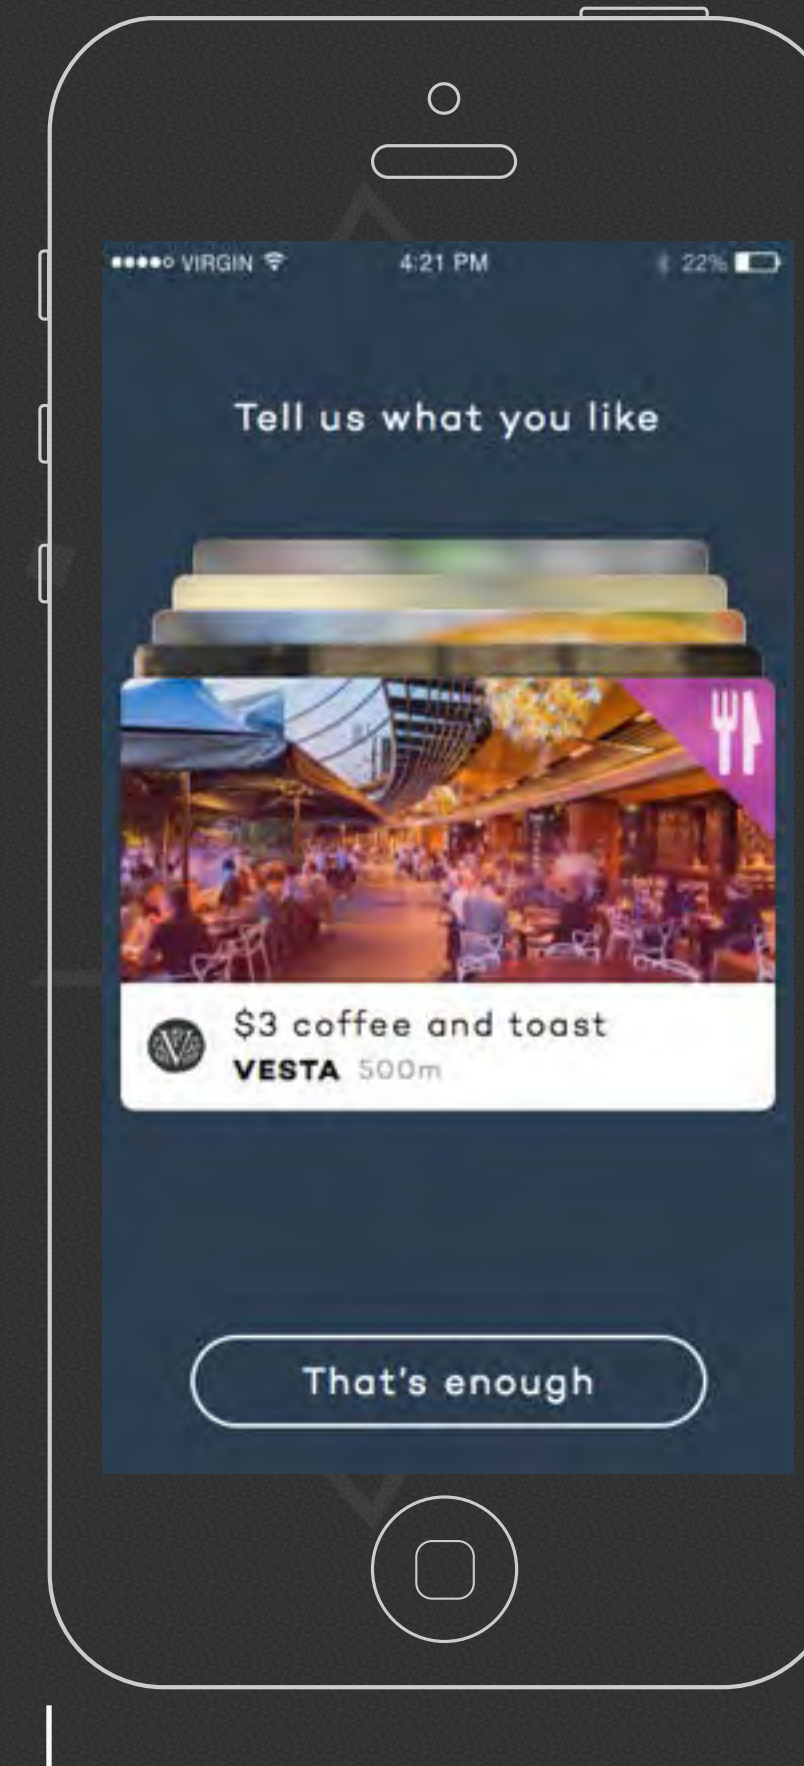 VIRGIN 4:21 PM 22%
Tell us what you like
$3 coffee and toast
VESTA 500m
That's enough